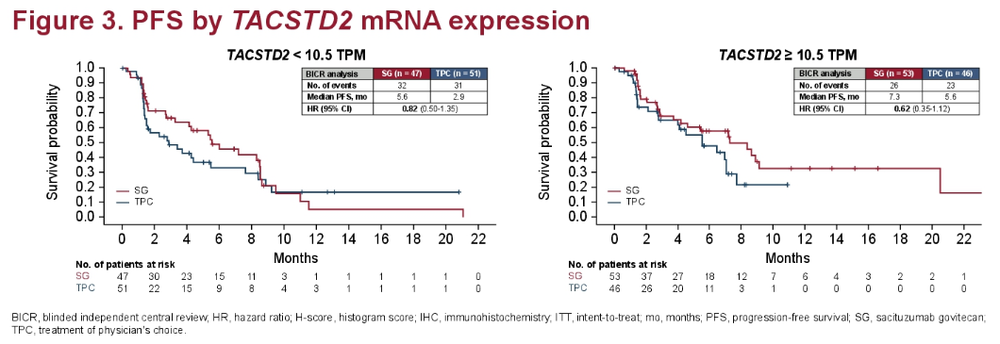 Figure 3. PFS by TACSTD2 mRNA expression
TACSTD2 < 10.5 TPM
BICR analysis SG (n = 47) TPC (n = 51)
No. of events 32 31
Median PFS, mo 5.6 2.9
HR (95% CI) 0.82 (0.50-1.35)
Survival probability
1.0
0.9
0.8
0.7
0.6
0.5
0.4
0.3
0.2
0.1
0.0
SG
TPC
0 2 4 6 8 10 12 14 16 18 20 22
Months
No. of patients at risk
SG 47 30 23 15 11 3 1 1 1 1 1 0
TPC 51 22 15 9 8 4 3 1 1 1 1 0
TACSTD2 ≥ 10.5 TPM
BICR analysis SG (n = 53) TPC (n = 46)
No. of events 26 23
Median PFS, mo 7.3 5.6
HR (95% CI) 0.62 (0.35-1.12)
Survival probability
1.0
0.9
0.8
0.7
0.6
0.5
0.4
0.3
0.2
0.1
0.0
SG
TPC
0 2 4 6 8 10 12 14 16 18 20 22
Months
No. of patients at risk
SG 53 37 27 18 12 7 6 4 3 2 2 1
TPC 46 26 20 11 3 1 0 0 0 0 0 0
BICR, blinded independent central review; HR, hazard ratio; H-score, histogram score; IHC, immunohistochemistry; ITT, intent-to-treat; mo, months; PFS, progression-free survival; SG, sacituzumab govitecan;
TPC, treatment of physician's choice.